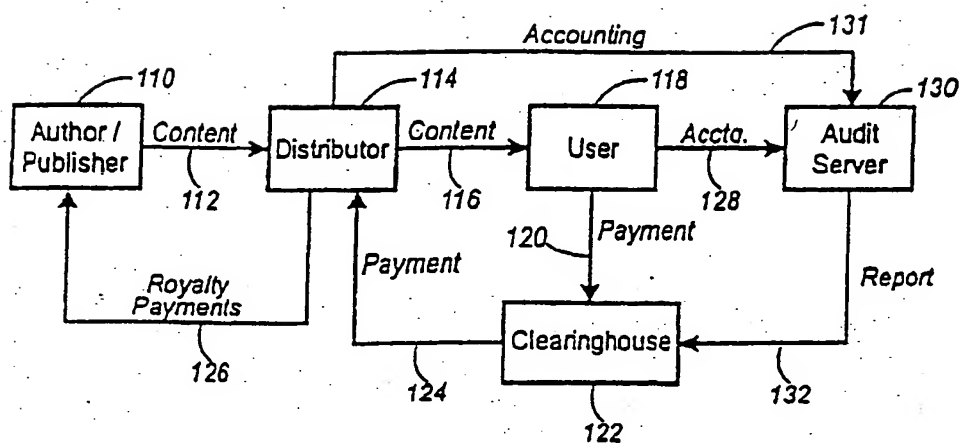 Accounting
131
110
114
118
130
Author /
Publisher
Content
112
Distributor
Content
116
User
Accta.
128
Audit
Server
120
Payment
Payment
Royalty
Payments
126
Report
Clearinghouse
124
132
122